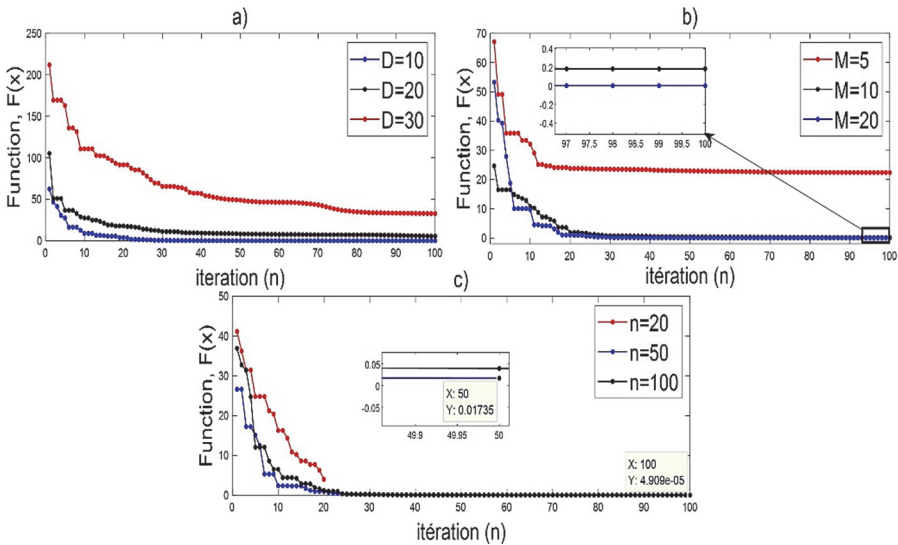 a)
250
200
150
100
50
0
Function, F(x)
D=10
D=20
D=30
0 10 20 30 40 50 60 70 80 90 100
iteration (n)
b)
70
60
50
40
30
20
10
0
Function, F(x)
0.4
0.2
0
-0.2
-0.4
97 97.5 98 98.5 99 99.5 100
M=5
M=10
M=20
0 10 20 30 40 50 60 70 80 90 100
itération (n)
c)
50
40
30
20
10
0
Function, F(x)
0.05
0
-0.05
X: 50
Y: 0.01735
49.9 49.95 50
n=20
n=50
n=100
X: 100
Y: 4.909e-05
0 10 20 30 40 50 60 70 80 90 100
itération (n)